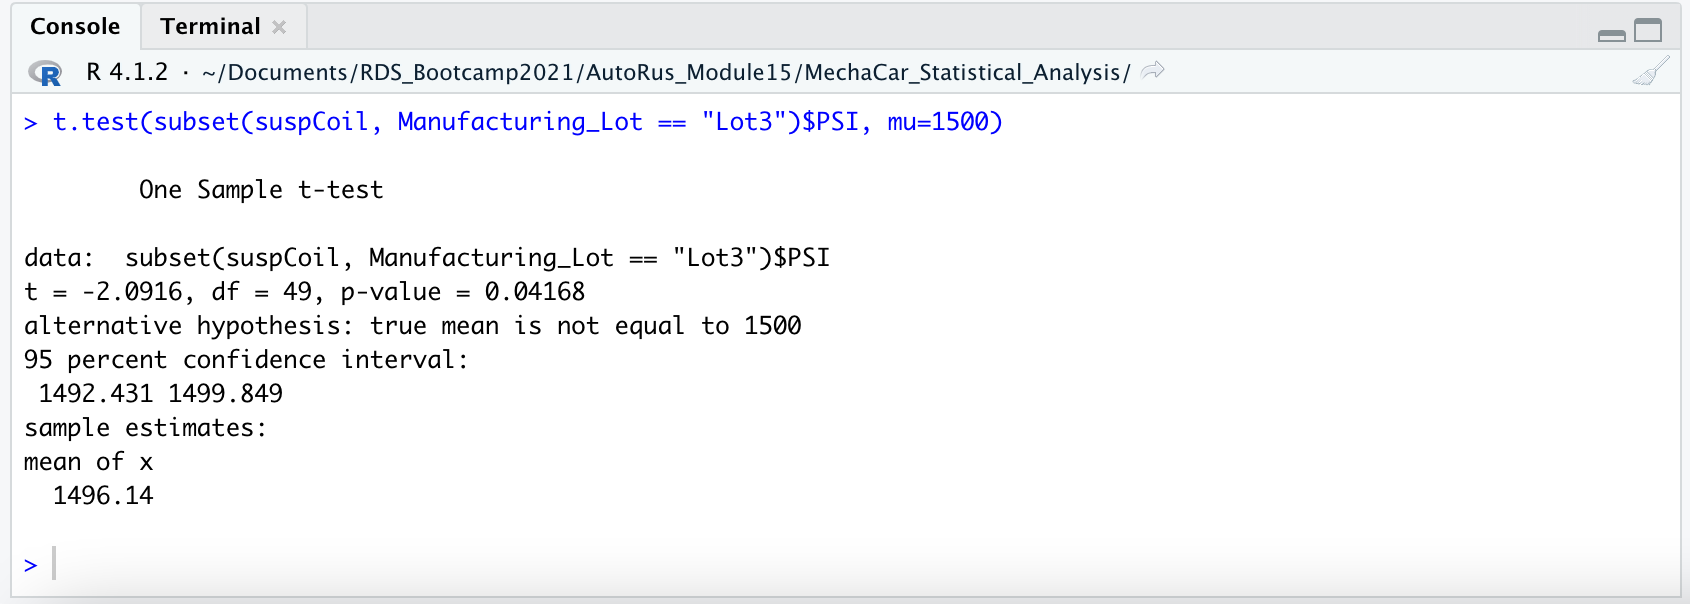 Console Terminal
R R 4.1.2 · ~/Documents/RDS_Bootcamp2021/AutoRus_Module15/MechaCar_Statistical_Analysis/
> t.test(subset(suspCoil, Manufacturing_Lot == "Lot3")$PSI, mu=1500)
One Sample t-test
data:  subset(suspCoil, Manufacturing_Lot == "Lot3")$PSI
t = -2.0916, df = 49, p-value = 0.04168
alternative hypothesis: true mean is not equal to 1500
95 percent confidence interval:
 1492.431 1499.849
sample estimates:
mean of x
  1496.14
>